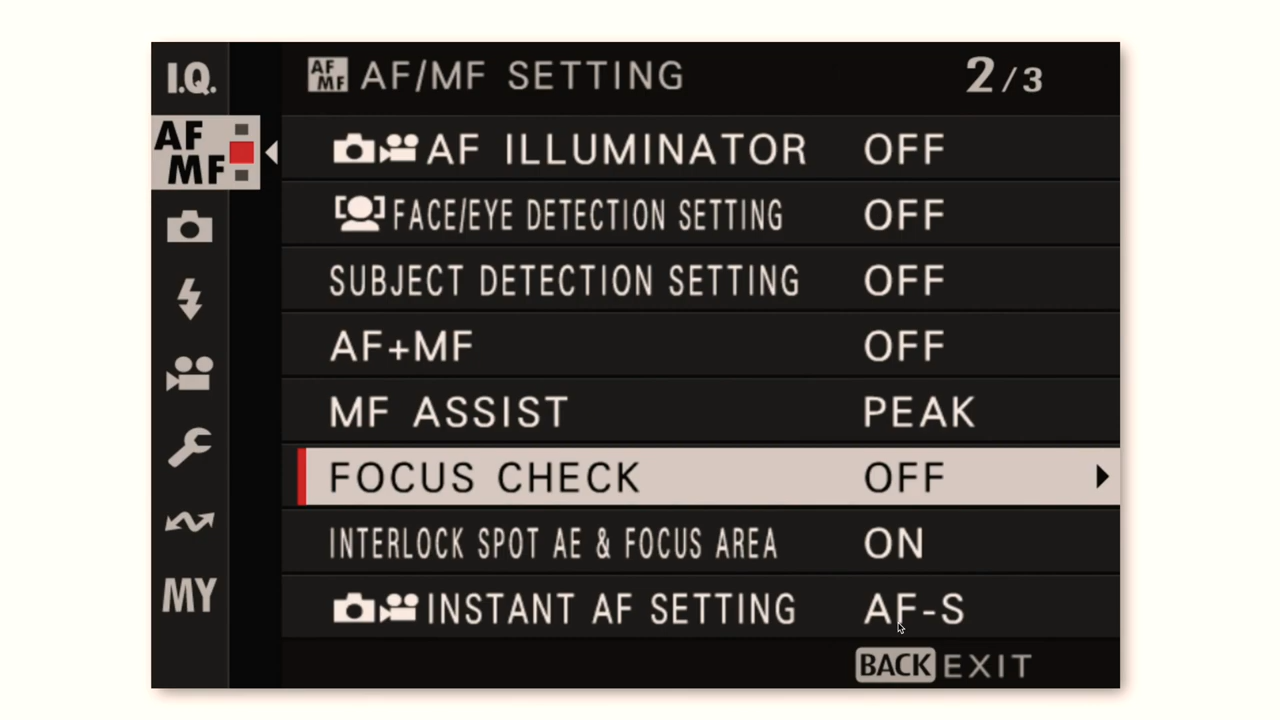 I.Q.
AF/MF SETTING 2/3
AF MF
AF ILLUMINATOR OFF
FACE/EYE DETECTION SETTING OFF
SUBJECT DETECTION SETTING OFF
AF+MF OFF
MF ASSIST PEAK
FOCUS CHECK OFF
INTERLOCK SPOT AE & FOCUS AREA ON
INSTANT AF SETTING AF-S
MY
BACK EXIT